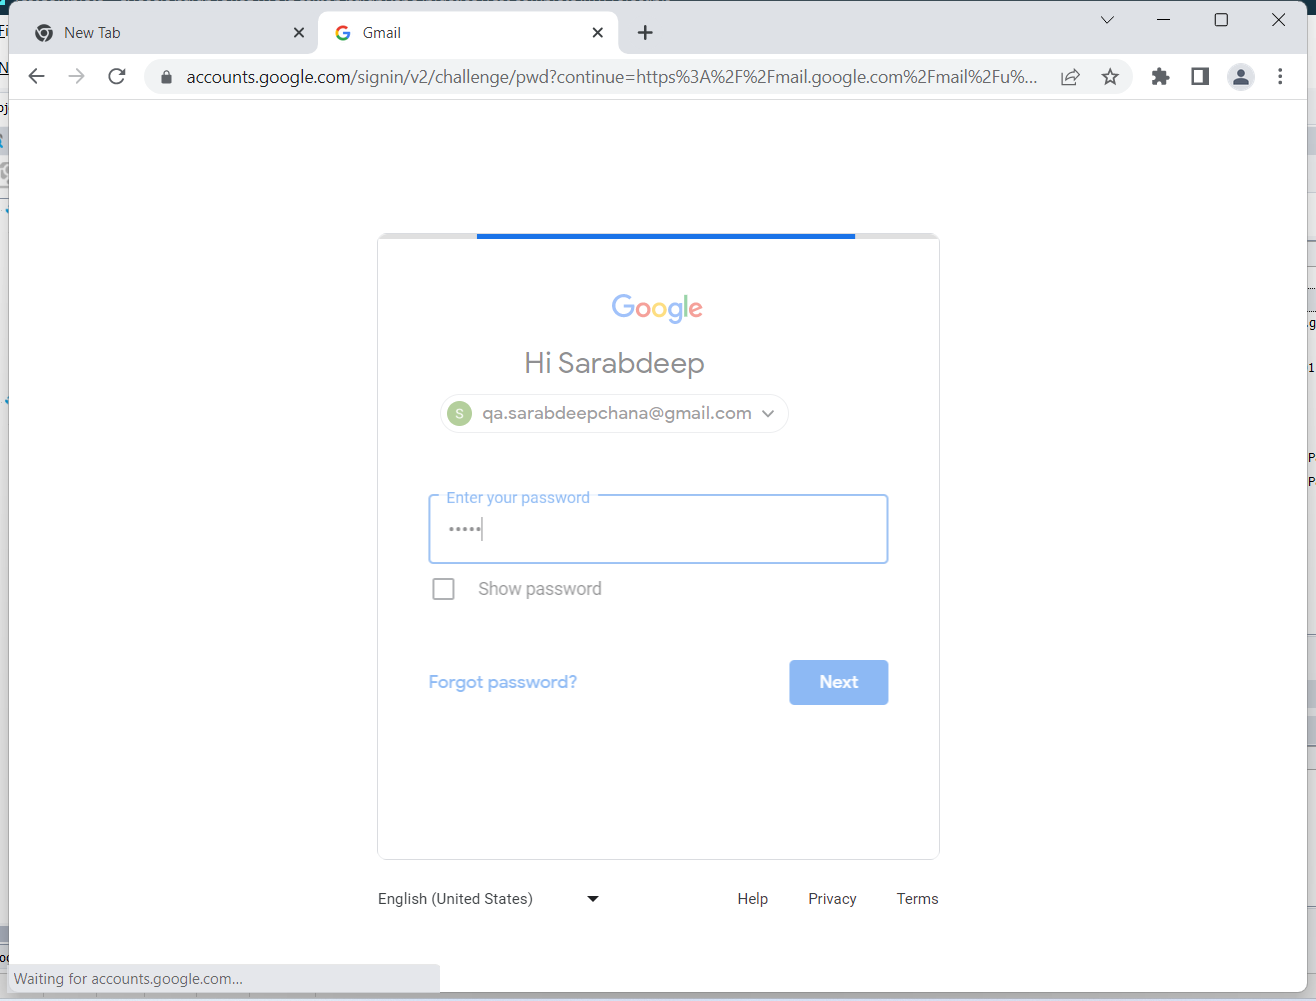 New Tab
Gmail
accounts.google.com/signin/v2/challenge/pwd?continue=https%3A%2F%2Fmail.google.com%2Fmail%2Fu%...
Google
Hi Sarabdeep
S qa.sarabdeepchana@gmail.com
Enter your password
•••••
Show password
Forgot password?
Next
English (United States)
Help Privacy Terms
Waiting for accounts.google.com...